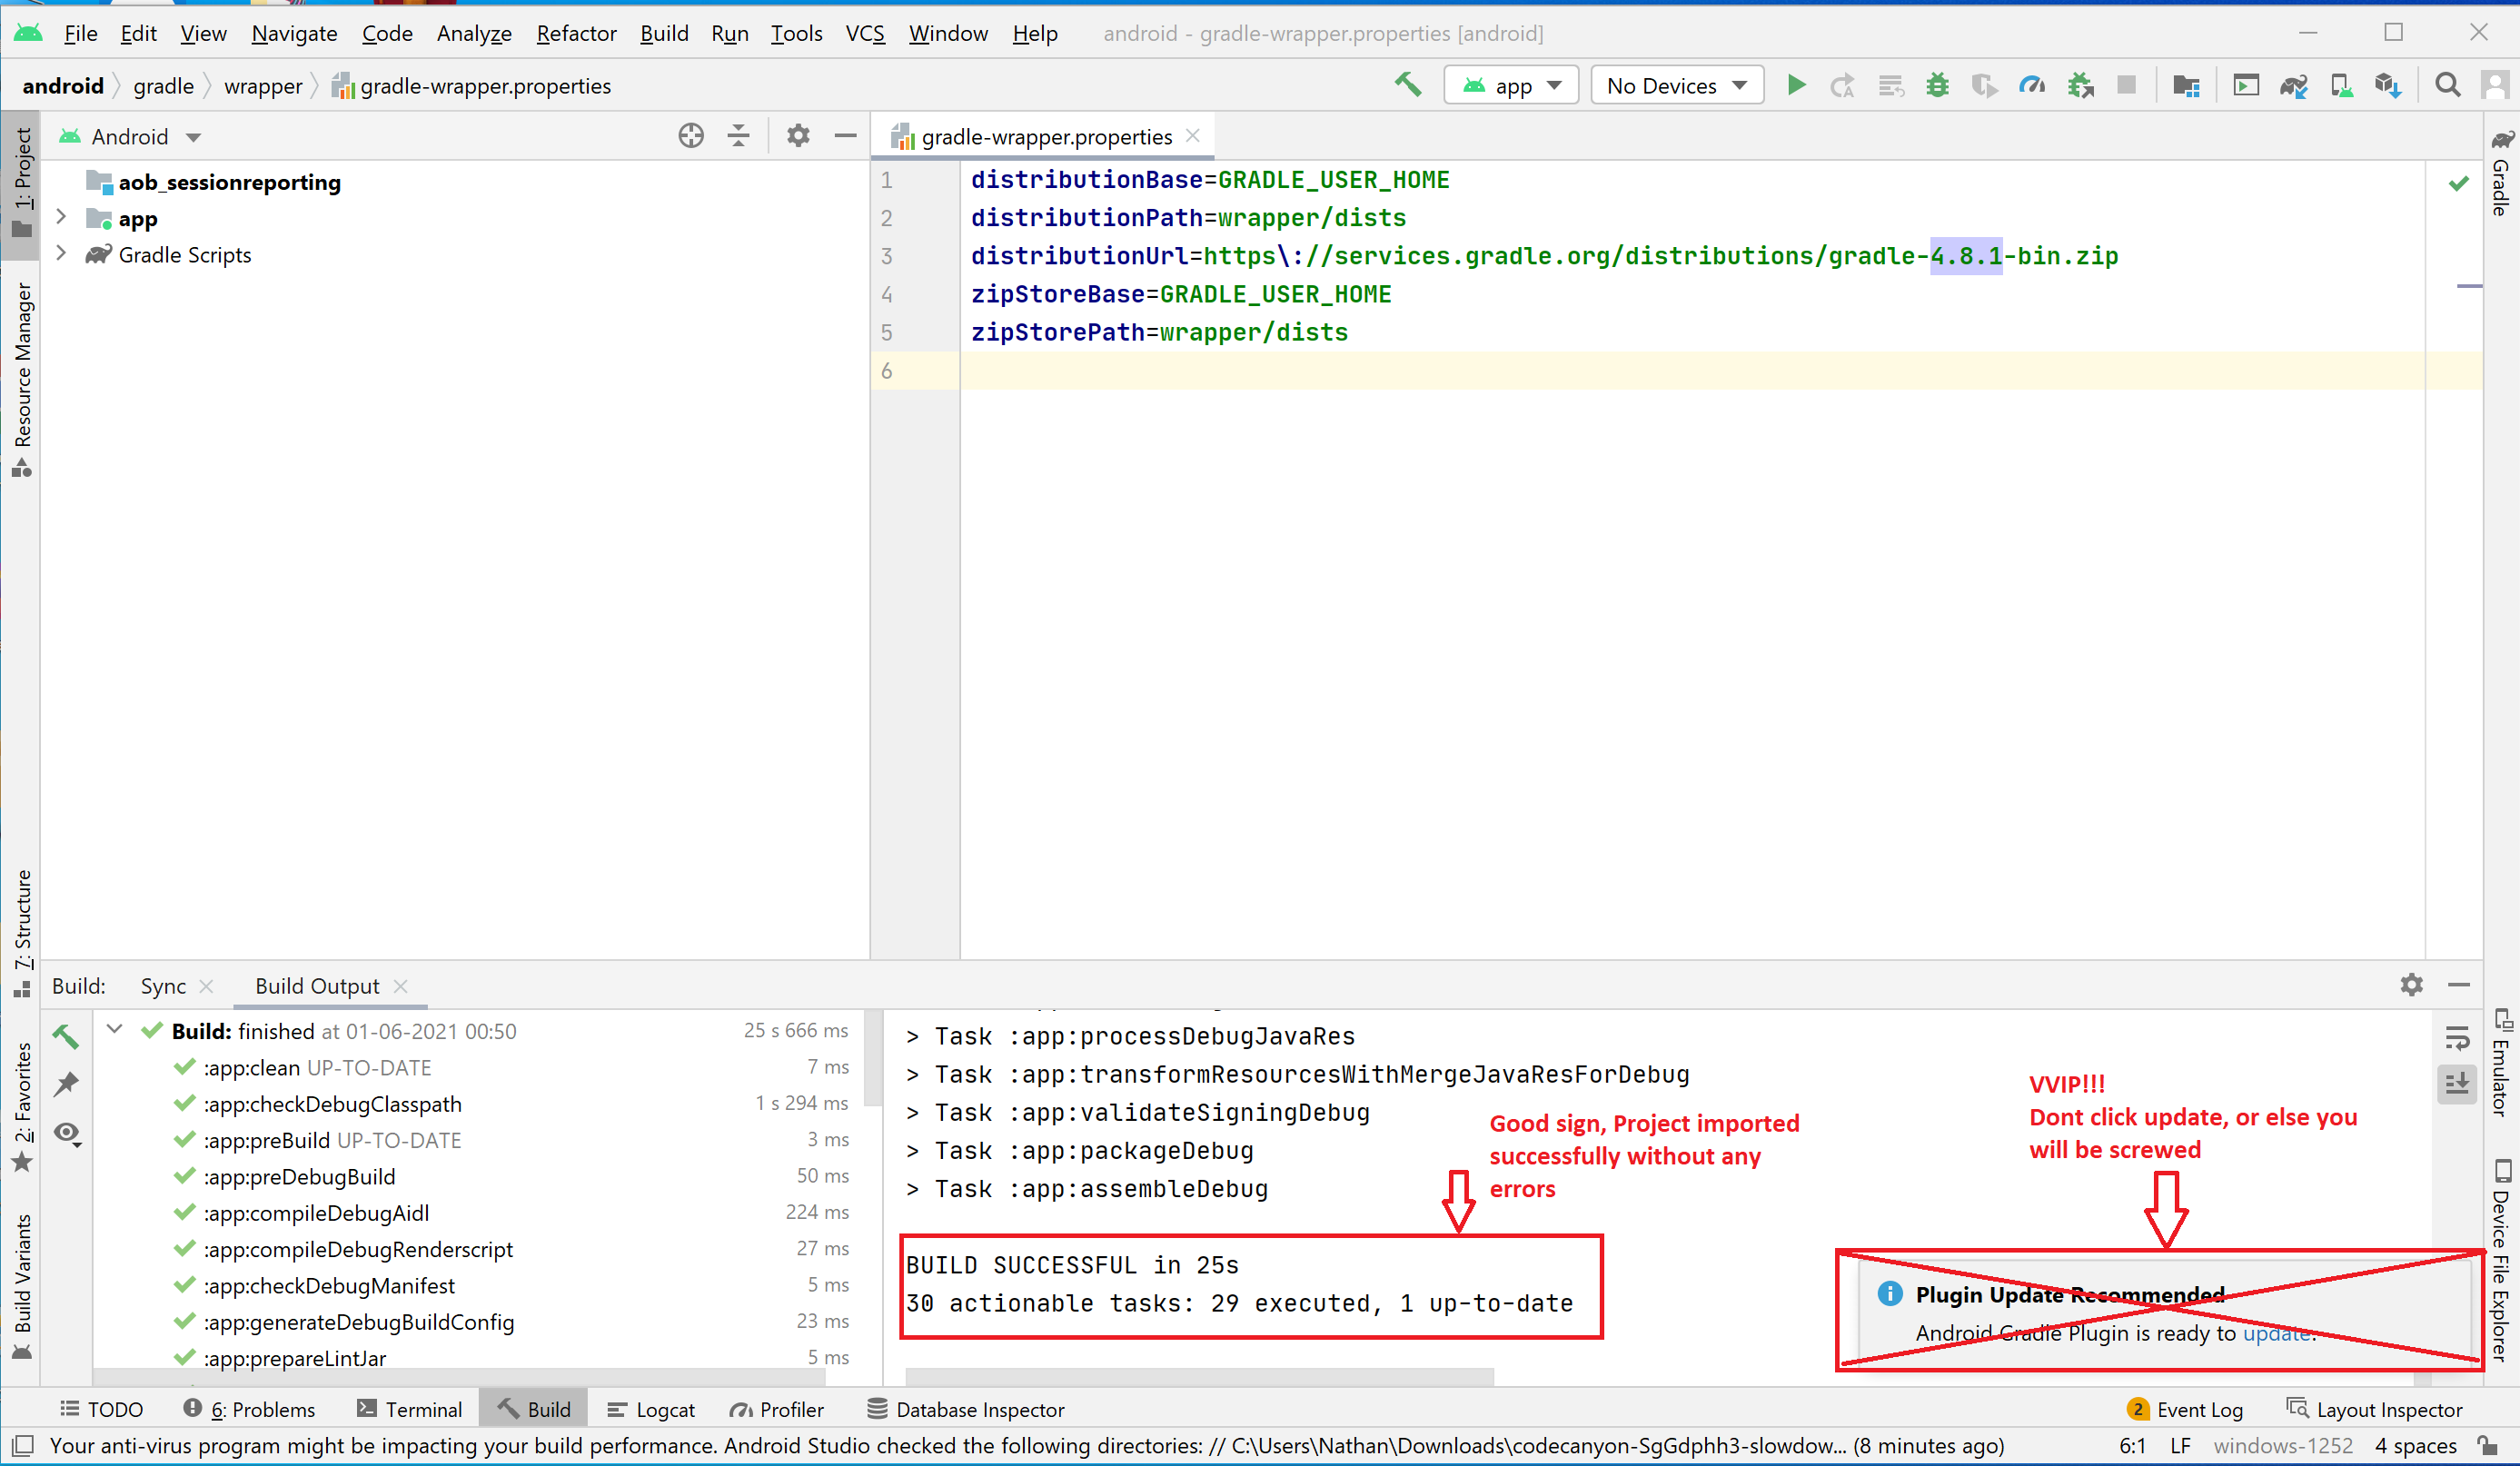 File Edit View Navigate Code Analyze Refactor Build Run Tools VCS Window Help android - gradle-wrapper.properties [android]
android gradle wrapper gradle-wrapper.properties app No Devices
1: Project
Resource Manager
7: Structure
2: Favorites
Build Variants
Android
aob_sessionreporting
app
Gradle Scripts
gradle-wrapper.properties
1 distributionBase=GRADLE_USER_HOME
2 distributionPath=wrapper/dists
3 distributionUrl=https\://services.gradle.org/distributions/gradle-4.8.1-bin.zip
4 zipStoreBase=GRADLE_USER_HOME
5 zipStorePath=wrapper/dists
6
Gradle
Emulator
Device File Explorer
Build: Sync Build Output
Build: finished at 01-06-2021 00:50 25 s 666 ms
:app:clean UP-TO-DATE 7 ms
:app:checkDebugClasspath 1 s 294 ms
:app:preBuild UP-TO-DATE 3 ms
:app:preDebugBuild 50 ms
:app:compileDebugAidl 224 ms
:app:compileDebugRenderscript 27 ms
:app:checkDebugManifest 5 ms
:app:generateDebugBuildConfig 23 ms
:app:prepareLintJar 5 ms
> Task :app:processDebugJavaRes
> Task :app:transformResourcesWithMergeJavaResForDebug
> Task :app:validateSigningDebug
> Task :app:packageDebug
> Task :app:assembleDebug
BUILD SUCCESSFUL in 25s
30 actionable tasks: 29 executed, 1 up-to-date
Good sign, Project imported
successfully without any
errors
VVIP!!!
Dont click update, or else you
will be screwed
Plugin Update Recommended
Android Gradle Plugin is ready to update.
TODO 6: Problems Terminal Build Logcat Profiler Database Inspector 2 Event Log Layout Inspector
Your anti-virus program might be impacting your build performance. Android Studio checked the following directories: // C:\Users\Nathan\Downloads\codecanyon-SgGdphh3-slowdow... (8 minutes ago) 6:1 LF windows-1252 4 spaces